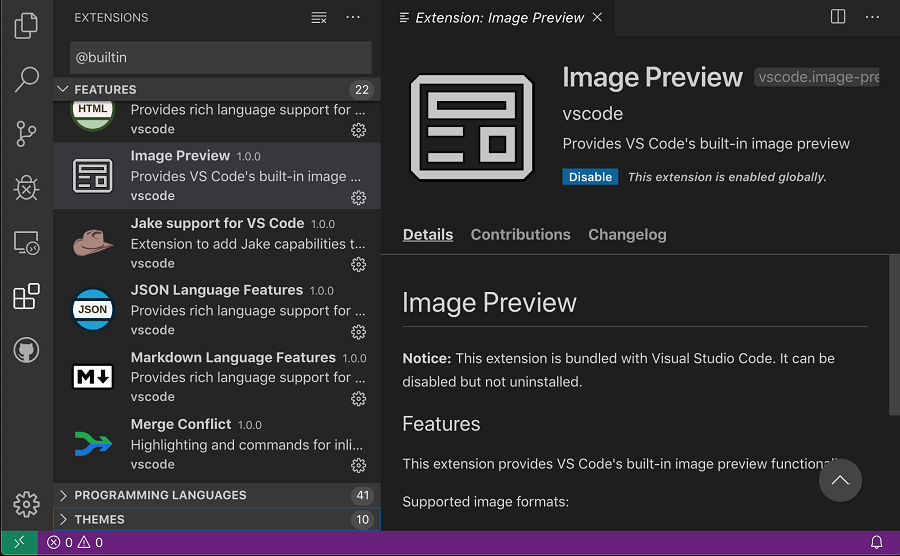 EXTENSIONS
@builtin
FEATURES 22
HTML
Provides rich language support for ...
vscode
Image Preview 1.0.0
Provides VS Code's built-in image ...
vscode
Jake support for VS Code 1.0.0
Extension to add Jake capabilities t...
vscode
JSON
JSON Language Features 1.0.0
Provides rich language support for ...
vscode
M
Markdown Language Features 1.0.0
Provides rich language support for ...
vscode
Merge Conflict 1.0.0
Highlighting and commands for inli...
vscode
PROGRAMMING LANGUAGES 41
THEMES 10
Extension: Image Preview
Image Preview vscode.image-pre
vscode
Provides VS Code's built-in image preview
Disable This extension is enabled globally.
Details Contributions Changelog
Image Preview
Notice: This extension is bundled with Visual Studio Code. It can be
disabled but not uninstalled.
Features
This extension provides VS Code's built-in image preview
Supported image formats:
0 0